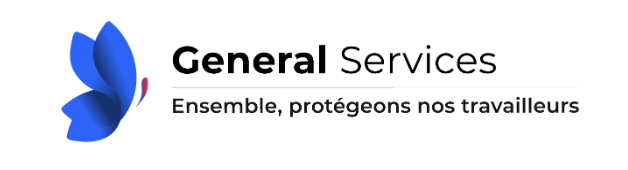 General Services
Ensemble, protégeons nos travailleurs